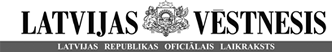 LATVIJAS VĒSTNESIS
LATVIJAS REPUBLIKAS OFICIĀLAIS LAIKRAKSTS